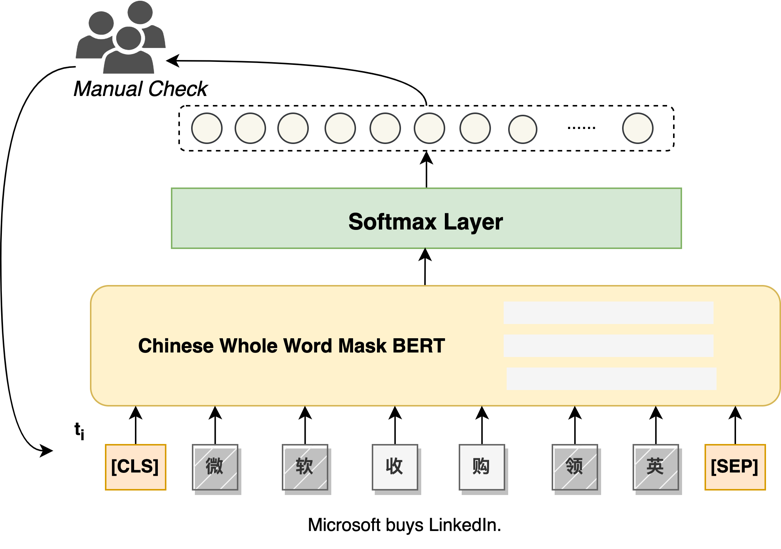 Manual Check
......
Softmax Layer
Chinese Whole Word Mask BERT
ti
[CLS] 微 软 收 购 领 英 [SEP]
Microsoft buys LinkedIn.